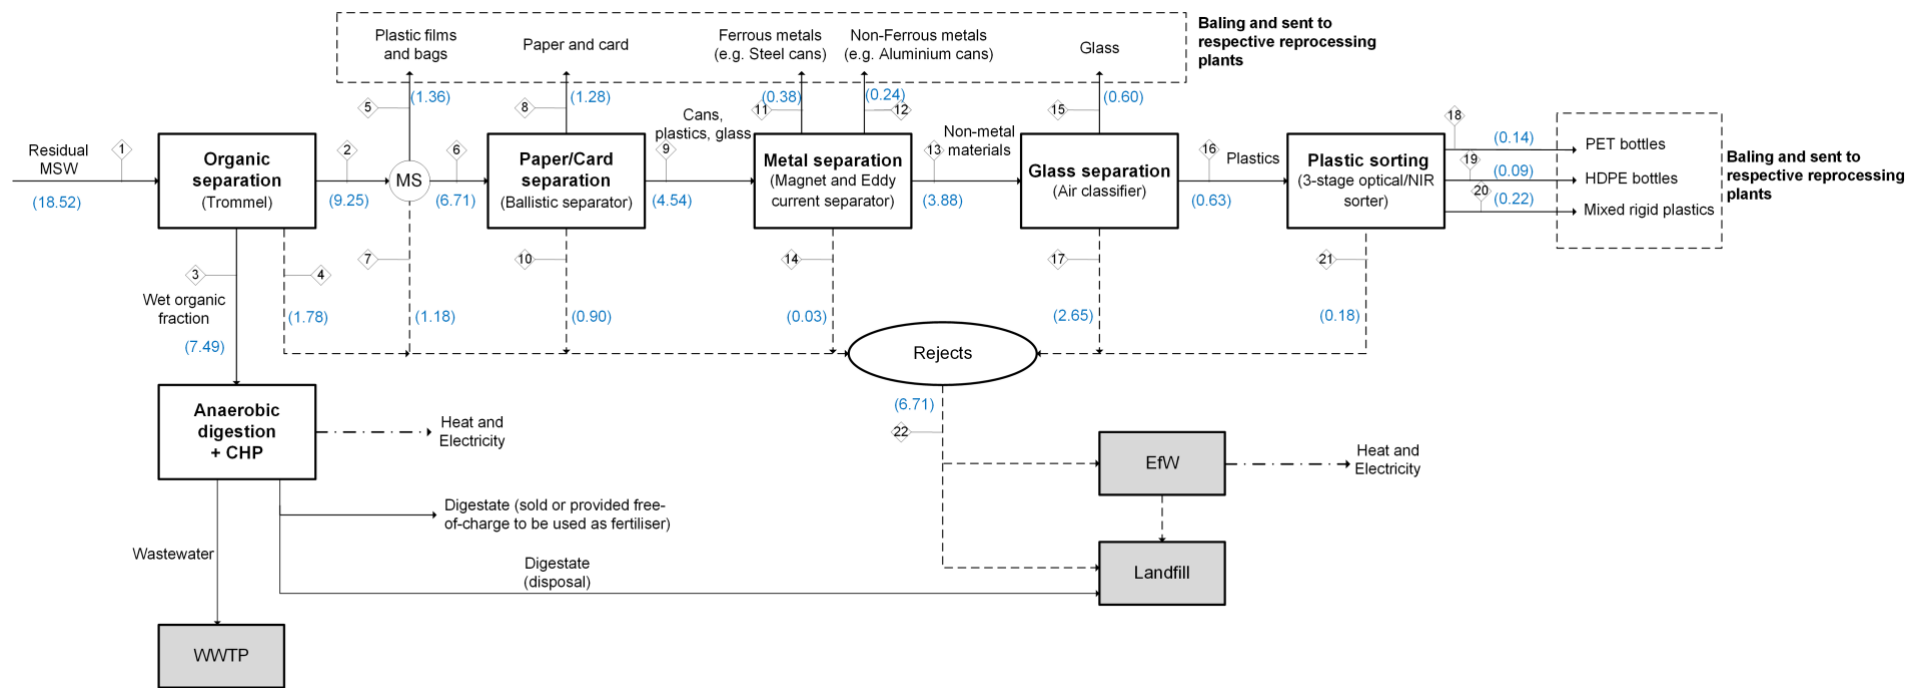 Baling and sent to
respective reprocessing
plants
Plastic films
and bags
Paper and card
Ferrous metals
(e.g. Steel cans)
Non-Ferrous metals
(e.g. Aluminium cans)
Glass
5
(1.36)
8
(1.28)
11
(0.38)
(0.24)
12
15
(0.60)
Residual
MSW
1
(18.52)
Organic
separation
(Trommel)
2
(9.25)
MS
6
(6.71)
Paper/Card
separation
(Ballistic separator)
Cans,
plastics, glass
9
(4.54)
Metal separation
(Magnet and Eddy
current separator)
Non-metal
materials
13
(3.88)
Glass separation
(Air classifier)
16
Plastics
(0.63)
Plastic sorting
(3-stage optical/NIR
sorter)
18
(0.14)
PET bottles
19
(0.09)
HDPE bottles
20
(0.22)
Mixed rigid plastics
Baling and sent to
respective reprocessing
plants
3
4
7
10
14
17
21
Wet organic
fraction
(7.49)
(1.78)
(1.18)
(0.90)
(0.03)
(2.65)
(0.18)
Rejects
(6.71)
22
Anaerobic
digestion
+ CHP
Heat and
Electricity
EfW
Heat and
Electricity
Digestate (sold or provided free-
of-charge to be used as fertiliser)
Wastewater
Digestate
(disposal)
Landfill
WWTP